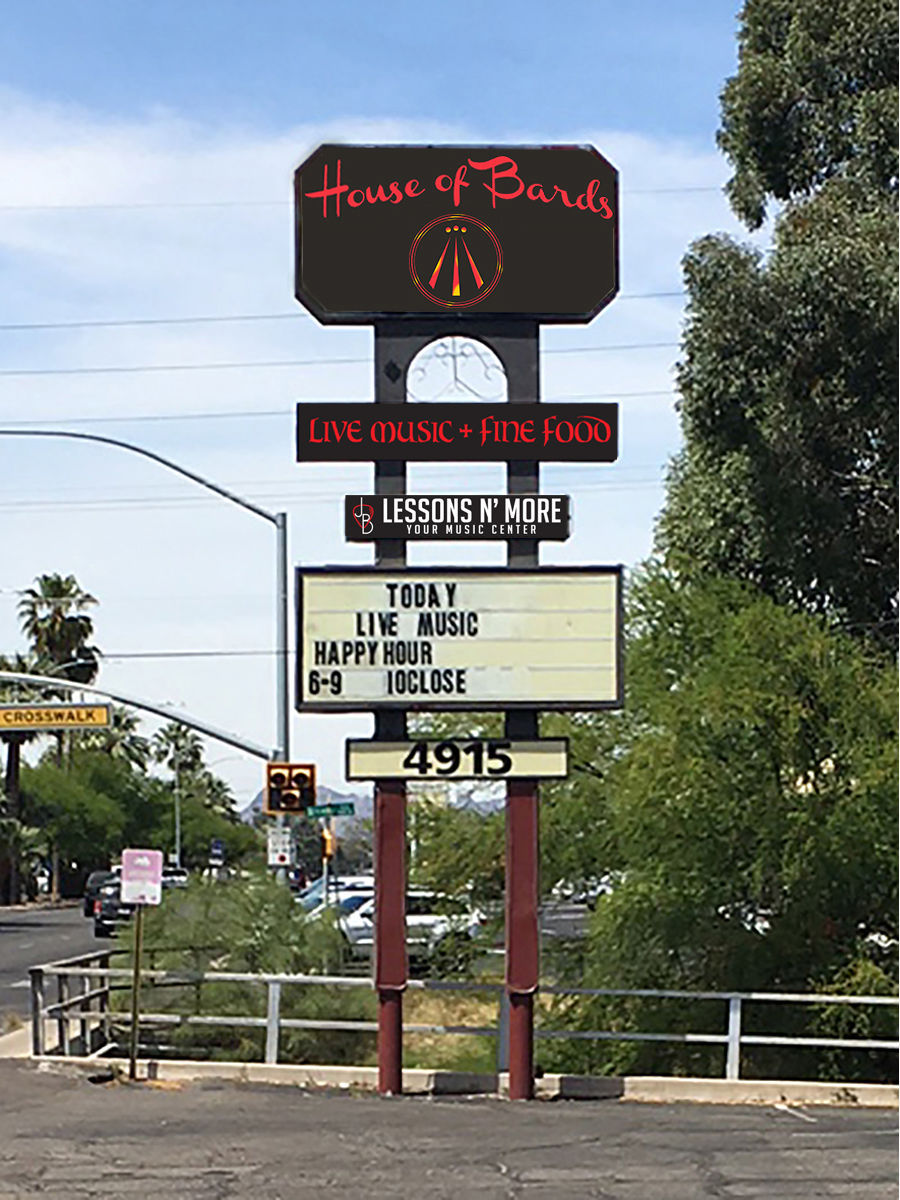 House of Bards
LIVE MUSIC + FINE FOOD
JB
LESSONS N' MORE
YOUR MUSIC CENTER
TODAY
LIVE MUSIC
HAPPY HOUR
6-9 10CLOSE
4915
CROSSWALK